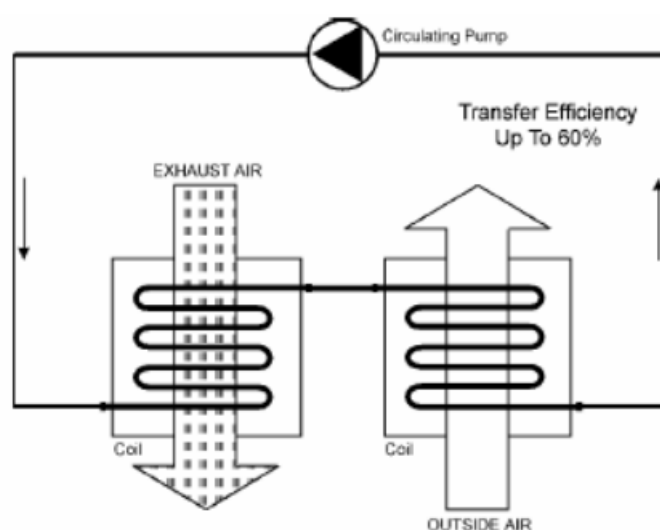 Circulating Pump
Transfer Efficiency
Up To 60%
EXHAUST AIR
Coil
Coil
OUTSIDE AIR